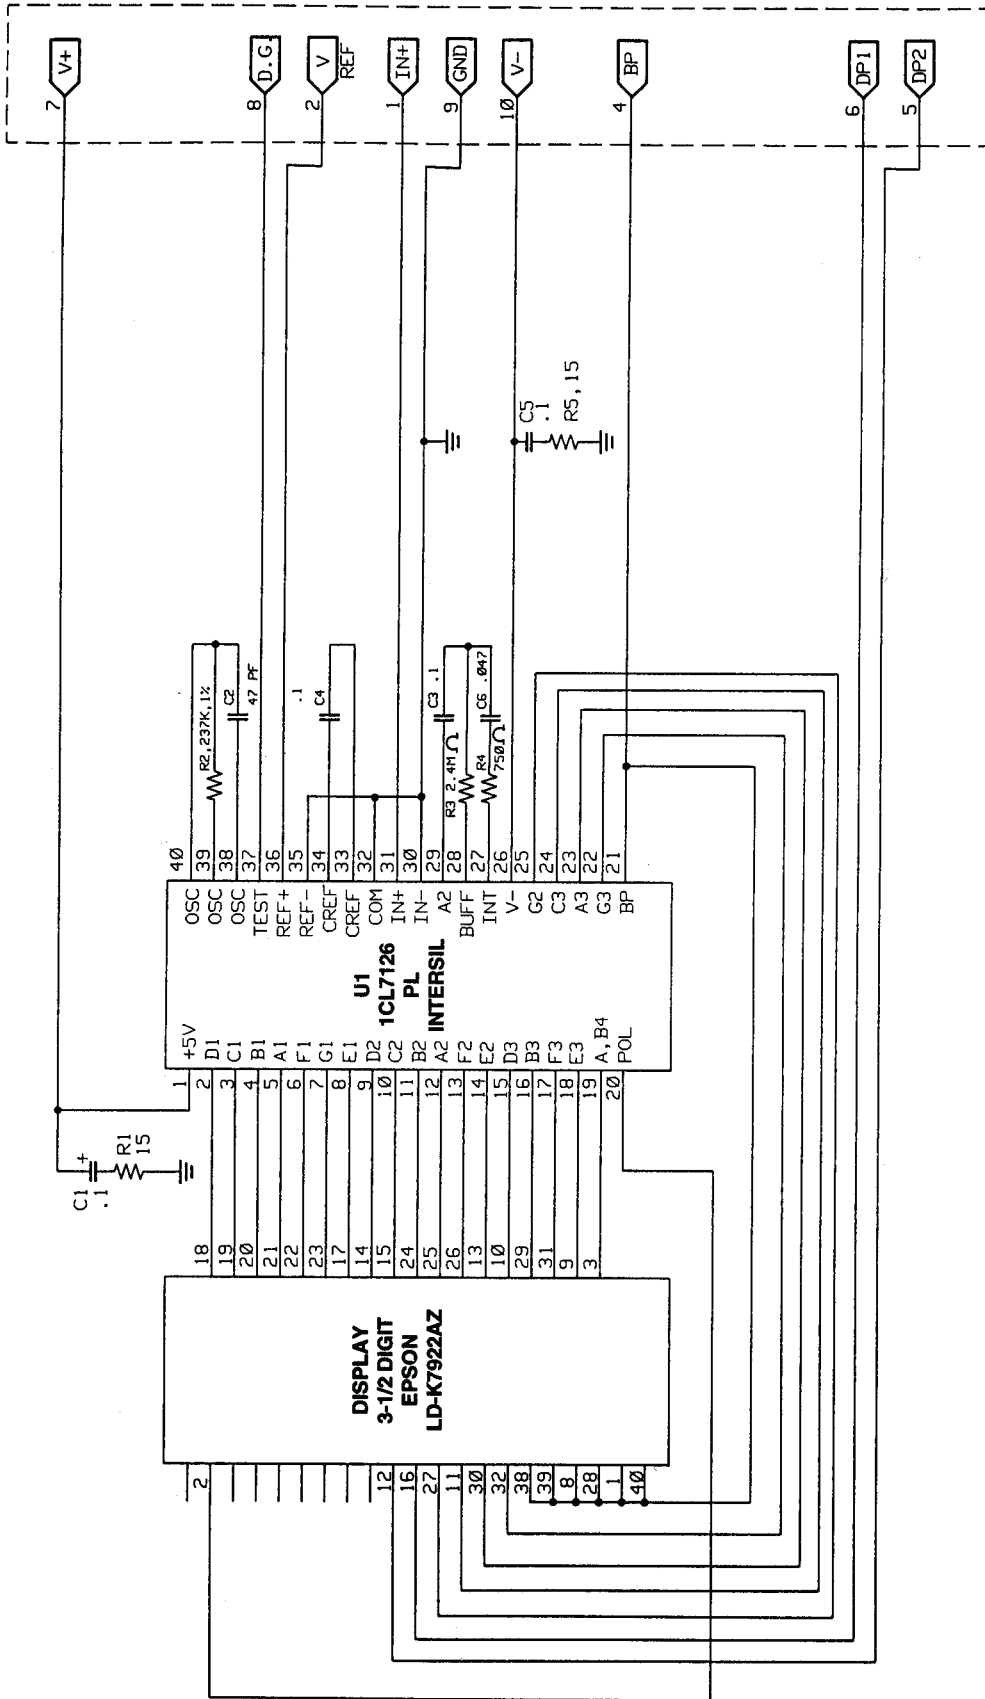 V+
7
D.G.
8
V
REF
2
IN+
1
GND
9
V-
10
BP
4
DP1
6
DP2
5
C5
.1
R5,15
R2,237K,1%
C2
47 PF
.1
C4
C3 .1
R3 2.4MΩ
C6 .047
R4
750Ω
40
39
38
37
36
35
34
33
32
31
30
29
28
27
26
25
24
23
22
21
OSC
OSC
OSC
TEST
REF+
REF-
CREF
CREF
COM
IN+
IN-
A2
BUFF
INT
V-
G2
C3
A3
G3
BP
U1
1CL7126
PL
INTERSIL
+5V
D1
C1
B1
A1
F1
G1
E1
D2
C2
B2
A2
F2
E2
D3
B3
F3
E3
A,B4
POL
1
2
3
4
5
6
7
8
9
10
11
12
13
14
15
16
17
18
19
20
C1
.1
+
R1
15
18
19
20
21
22
23
17
14
15
24
25
26
13
10
29
31
9
3
DISPLAY
3-1/2 DIGIT
EPSON
LD-K7922AZ
2
12
16
27
11
30
32
38
39
8
28
1
40